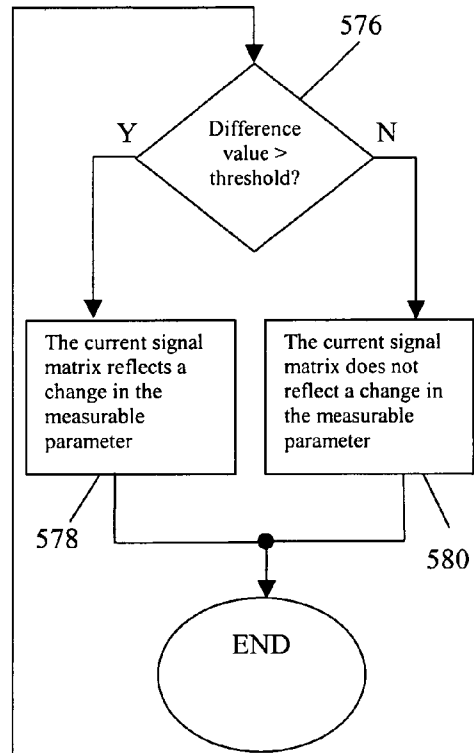 576
Y
Difference
value >
threshold?
N
The current signal
matrix reflects a
change in the
measurable
parameter
The current signal
matrix does not
reflect a change in
the measurable
parameter
578
580
END